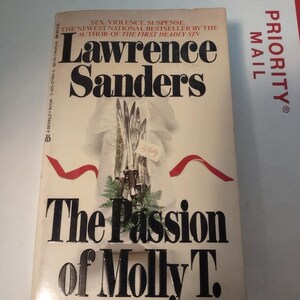 SEX, VIOLENCE, SUSPENSE.
THE NEWEST NATIONAL BESTSELLER BY THE
AUTHOR OF THE FIRST DEADLY SIN
Lawrence
Sanders
The Passion
of Molly T.
PRIORITY®
MAIL